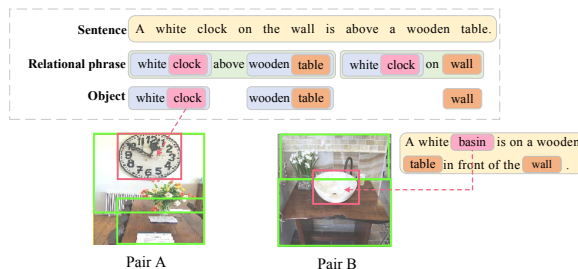 Sentence A white clock on the wall is above a wooden table.
Relational phrase white clock above wooden table white clock on wall
Object white clock wooden table wall
A white basin is on a wooden
table in front of the wall .
Pair A Pair B